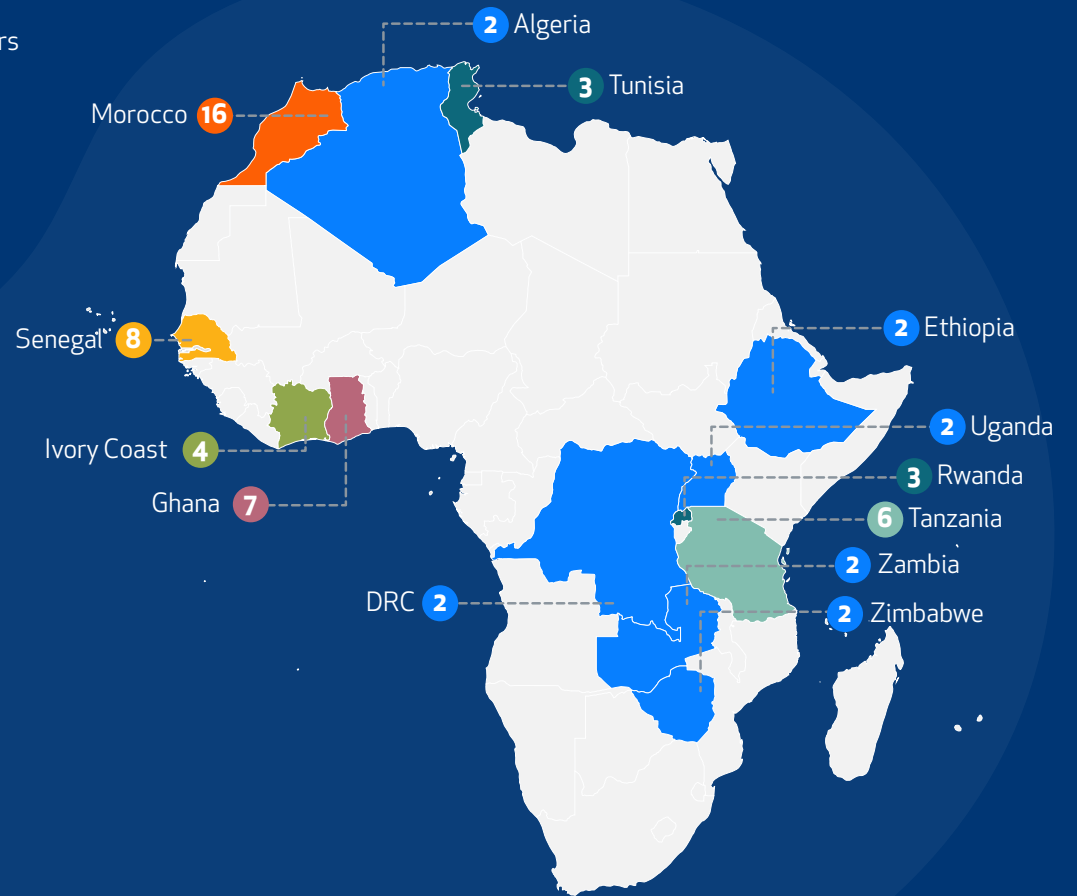 2 Algeria
rs
3 Tunisia
Morocco 16
2 Ethiopia
Senegal 8
2 Uganda
Ivory Coast 4
3 Rwanda
Ghana 7
6 Tanzania
2 Zambia
DRC 2
2 Zimbabwe